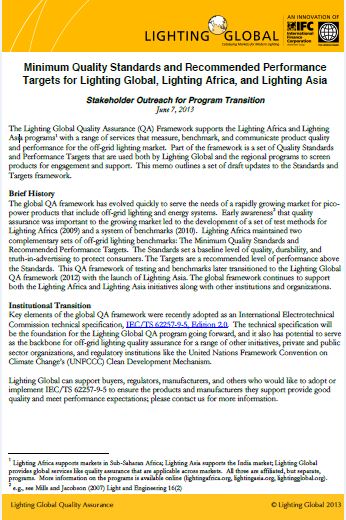 LIGHTING GLOBAL
Catalyzing Markets for Modern Lighting
AN INNOVATION OF
IFC
International
Finance
Corporation
Minimum Quality Standards and Recommended Performance
Targets for Lighting Global, Lighting Africa, and Lighting Asia
Stakeholder Outreach for Program Transition
June 7, 2013
The Lighting Global Quality Assurance (QA) Framework supports the Lighting Africa and Lighting
Asia programs1 with a range of services that measure, benchmark, and communicate product quality
and performance for the off-grid lighting market. Part of the framework is a set of Quality Standards
and Performance Targets that are used both by Lighting Global and the regional programs to screen
products for engagement and support. This memo outlines a set of draft updates to the Standards and
Targets framework.
Brief History
The global QA framework has evolved quickly to serve the needs of a rapidly growing market for pico-
power products that include off-grid lighting and energy systems. Early awareness2 that quality
assurance was important to the growing market led to the development of a set of test methods for
Lighting Africa (2009) and a system of benchmarks (2010). Lighting Africa maintained two
complementary sets of off-grid lighting benchmarks: The Minimum Quality Standards and
Recommended Performance Targets. The Standards set a baseline level of quality, durability, and
truth-in-advertising to protect consumers. The Targets are a recommended level of performance above
the Standards. This QA framework of testing and benchmarks later transitioned to the Lighting Global
QA framework (2012) with the launch of Lighting Asia. The global framework continues to support
both the Lighting Africa and Lighting Asia initiatives along with other institutions and organizations.
Institutional Transition
Key elements of the global QA framework were recently adopted as an International Electrotechnical
Commission technical specification, IEC/TS 62257-9-5, Edition 2.0. The technical specification will
be the foundation for the Lighting Global QA program going forward, and it also has potential to serve
as the backbone for off-grid lighting quality assurance for a range of other initiatives, private and public
sector organizations, and regulatory institutions like the United Nations Framework Convention on
Climate Change's (UNFCCC) Clean Development Mechanism.
Lighting Global can support buyers, regulators, manufacturers, and others who would like to adopt or
implement IEC/TS 62257-9-5 to ensure the products and manufacturers they support provide good
quality and meet performance expectations; please contact us for more information.
1 Lighting Africa supports markets in Sub-Saharan Africa; Lighting Asia supports the India market; Lighting Global
provides global services like quality assurance that are applicable across markets. All three are affiliated, but separate,
programs. More information on the programs is available online (lightingafrica.org, lightingasia.org, lightingglobal.org).
2 e.g., see Mills and Jacobson (2007) Light and Engineering 16(2)
Lighting Global Quality Assurance
© Lighting Global 2013